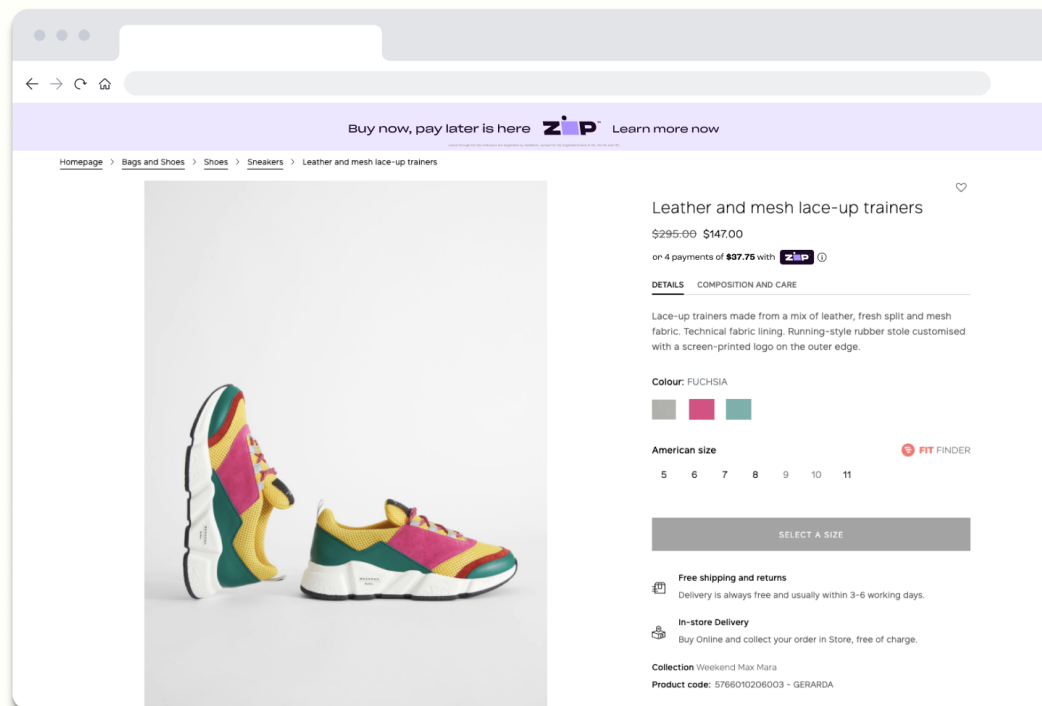 Buy now, pay later is here ZIP Learn more now
Homepage > Bags and Shoes > Shoes > Sneakers > Leather and mesh lace-up trainers
Leather and mesh lace-up trainers
$295.00 $147.00
or 4 payments of $37.75 with ZIP
DETAILS COMPOSITION AND CARE
Lace-up trainers made from a mix of leather, fresh split and mesh
fabric. Technical fabric lining. Running-style rubber stole customised
with a screen-printed logo on the outer edge.
Colour: FUCHSIA
American size FIT FINDER
5 6 7 8 9 10 11
SELECT A SIZE
Free shipping and returns
Delivery is always free and usually within 3-6 working days.
In-store Delivery
Buy Online and collect your order in Store, free of charge.
Collection Weekend Max Mara
Product code: 5766010206003 - GERARDA